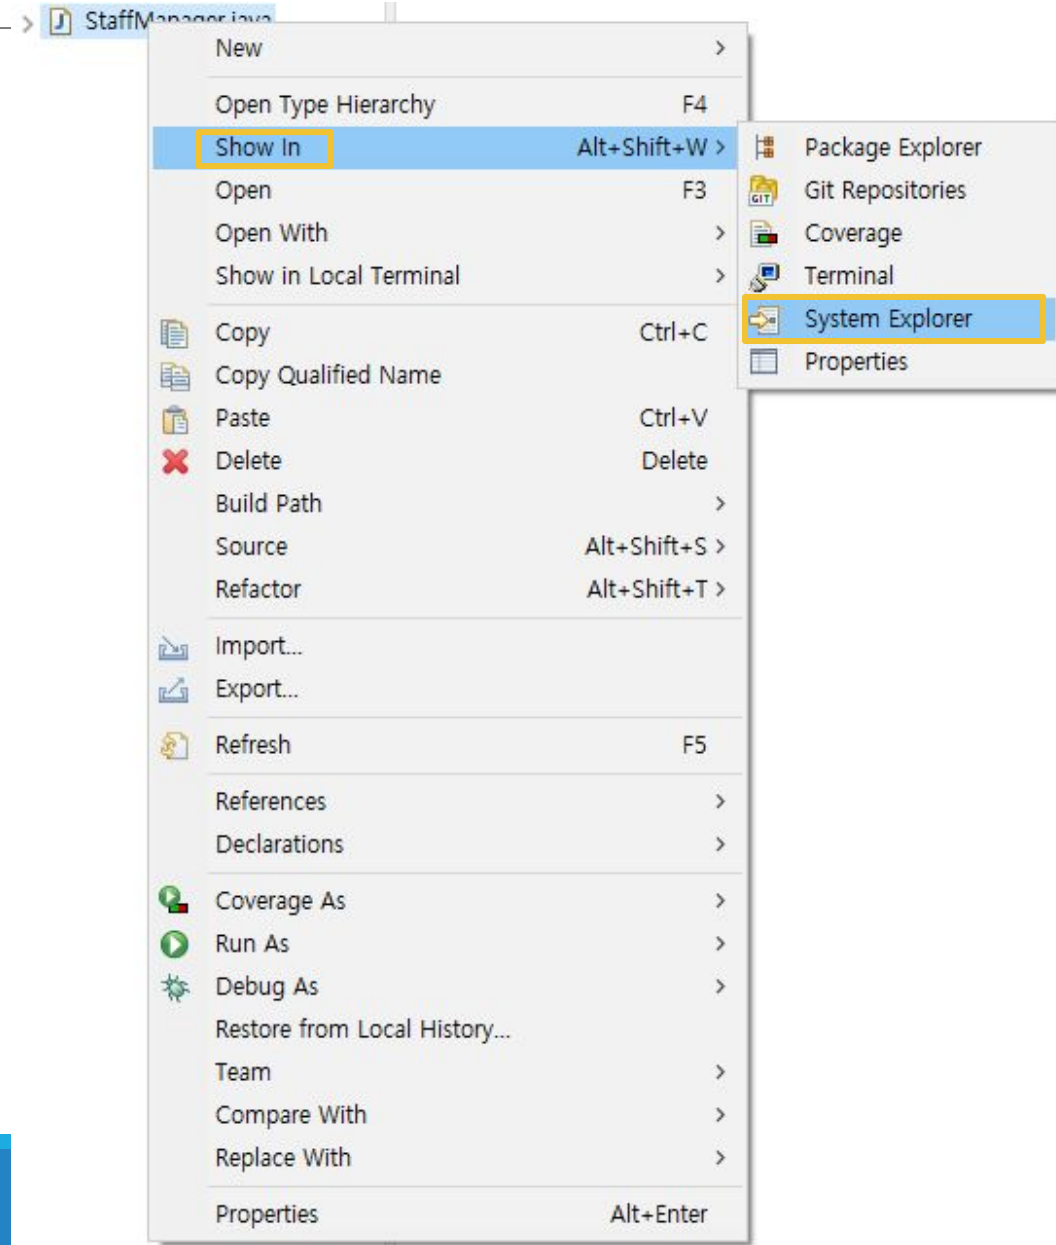 StaffManager.java
New
Open Type Hierarchy F4
Show In Alt+Shift+W
Open F3
Open With
Show in Local Terminal
Copy Ctrl+C
Copy Qualified Name
Paste Ctrl+V
Delete Delete
Build Path
Source Alt+Shift+S
Refactor Alt+Shift+T
Import...
Export...
Refresh F5
References
Declarations
Coverage As
Run As
Debug As
Restore from Local History...
Team
Compare With
Replace With
Properties Alt+Enter
Package Explorer
GIT Git Repositories
Coverage
Terminal
System Explorer
Properties